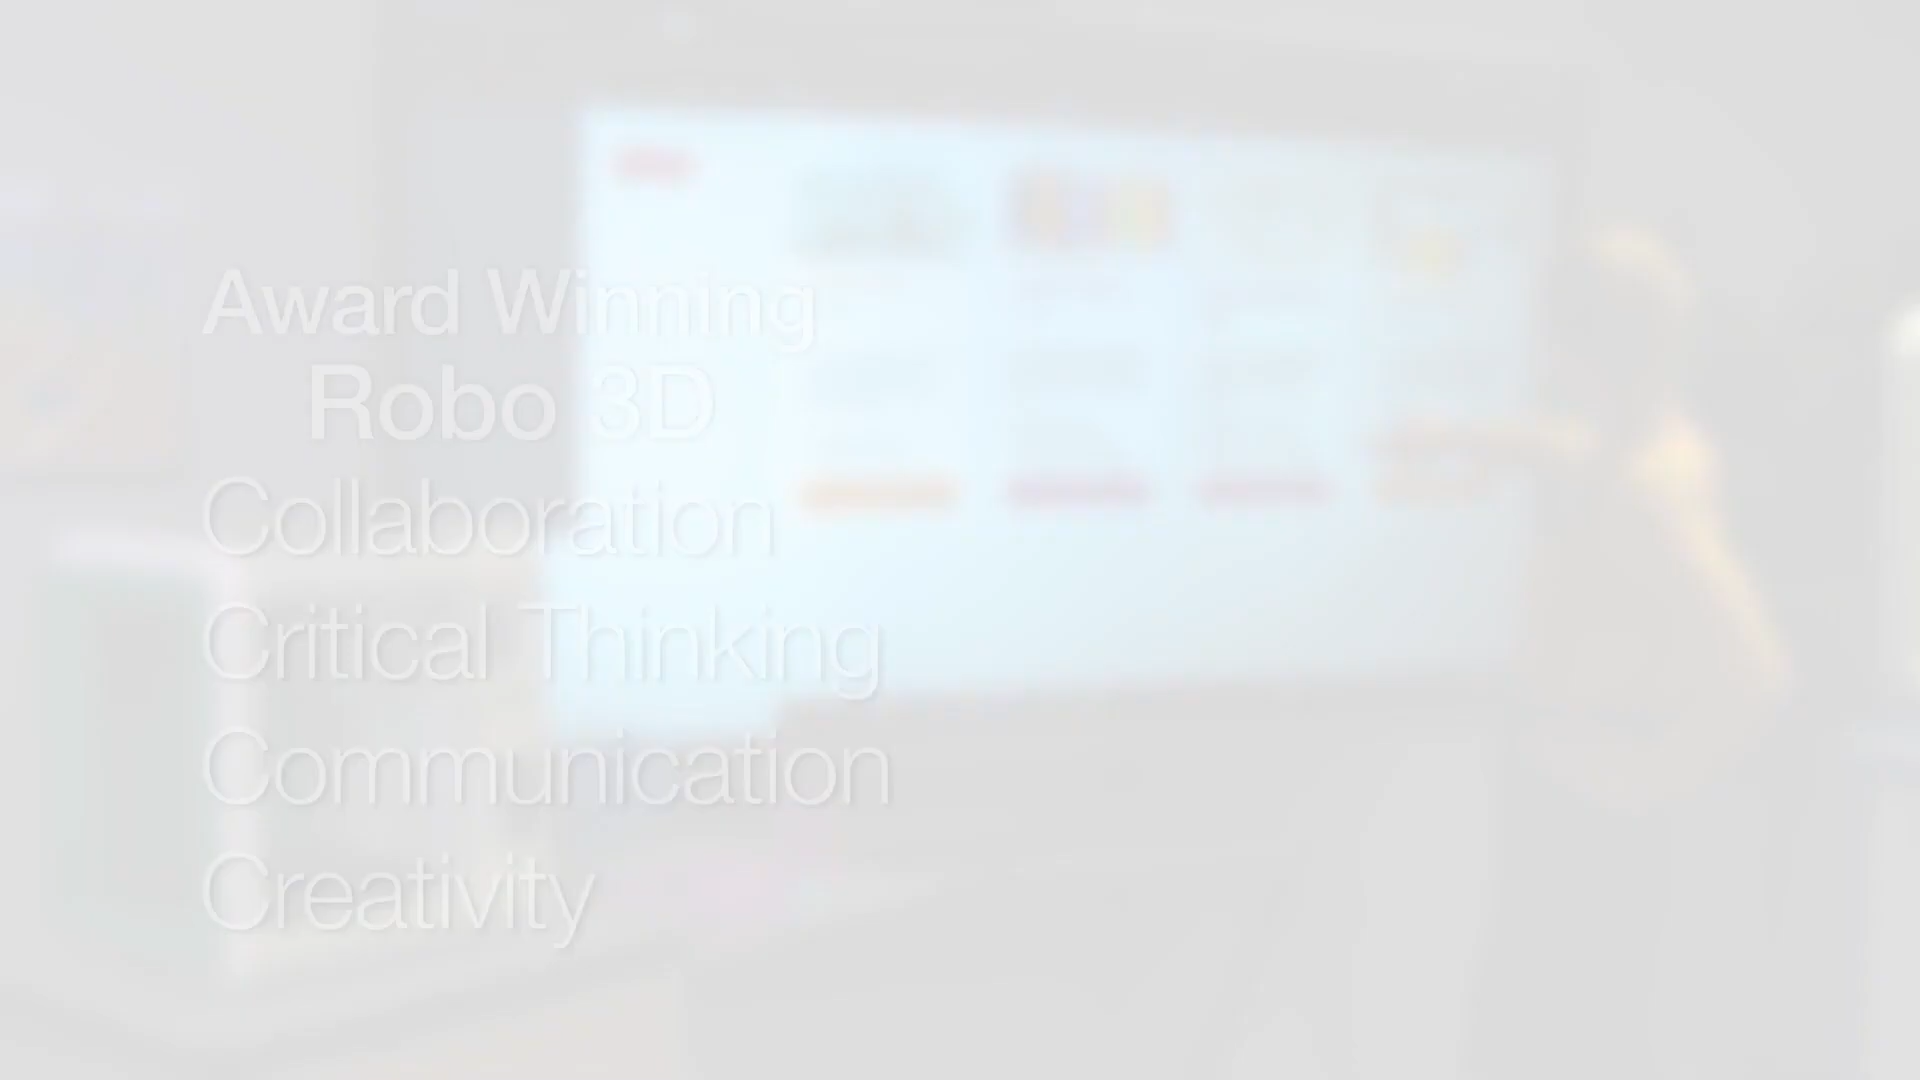 Award Winning
Robo 3D
Collaboration
Critical Thinking
Communication
Creativity